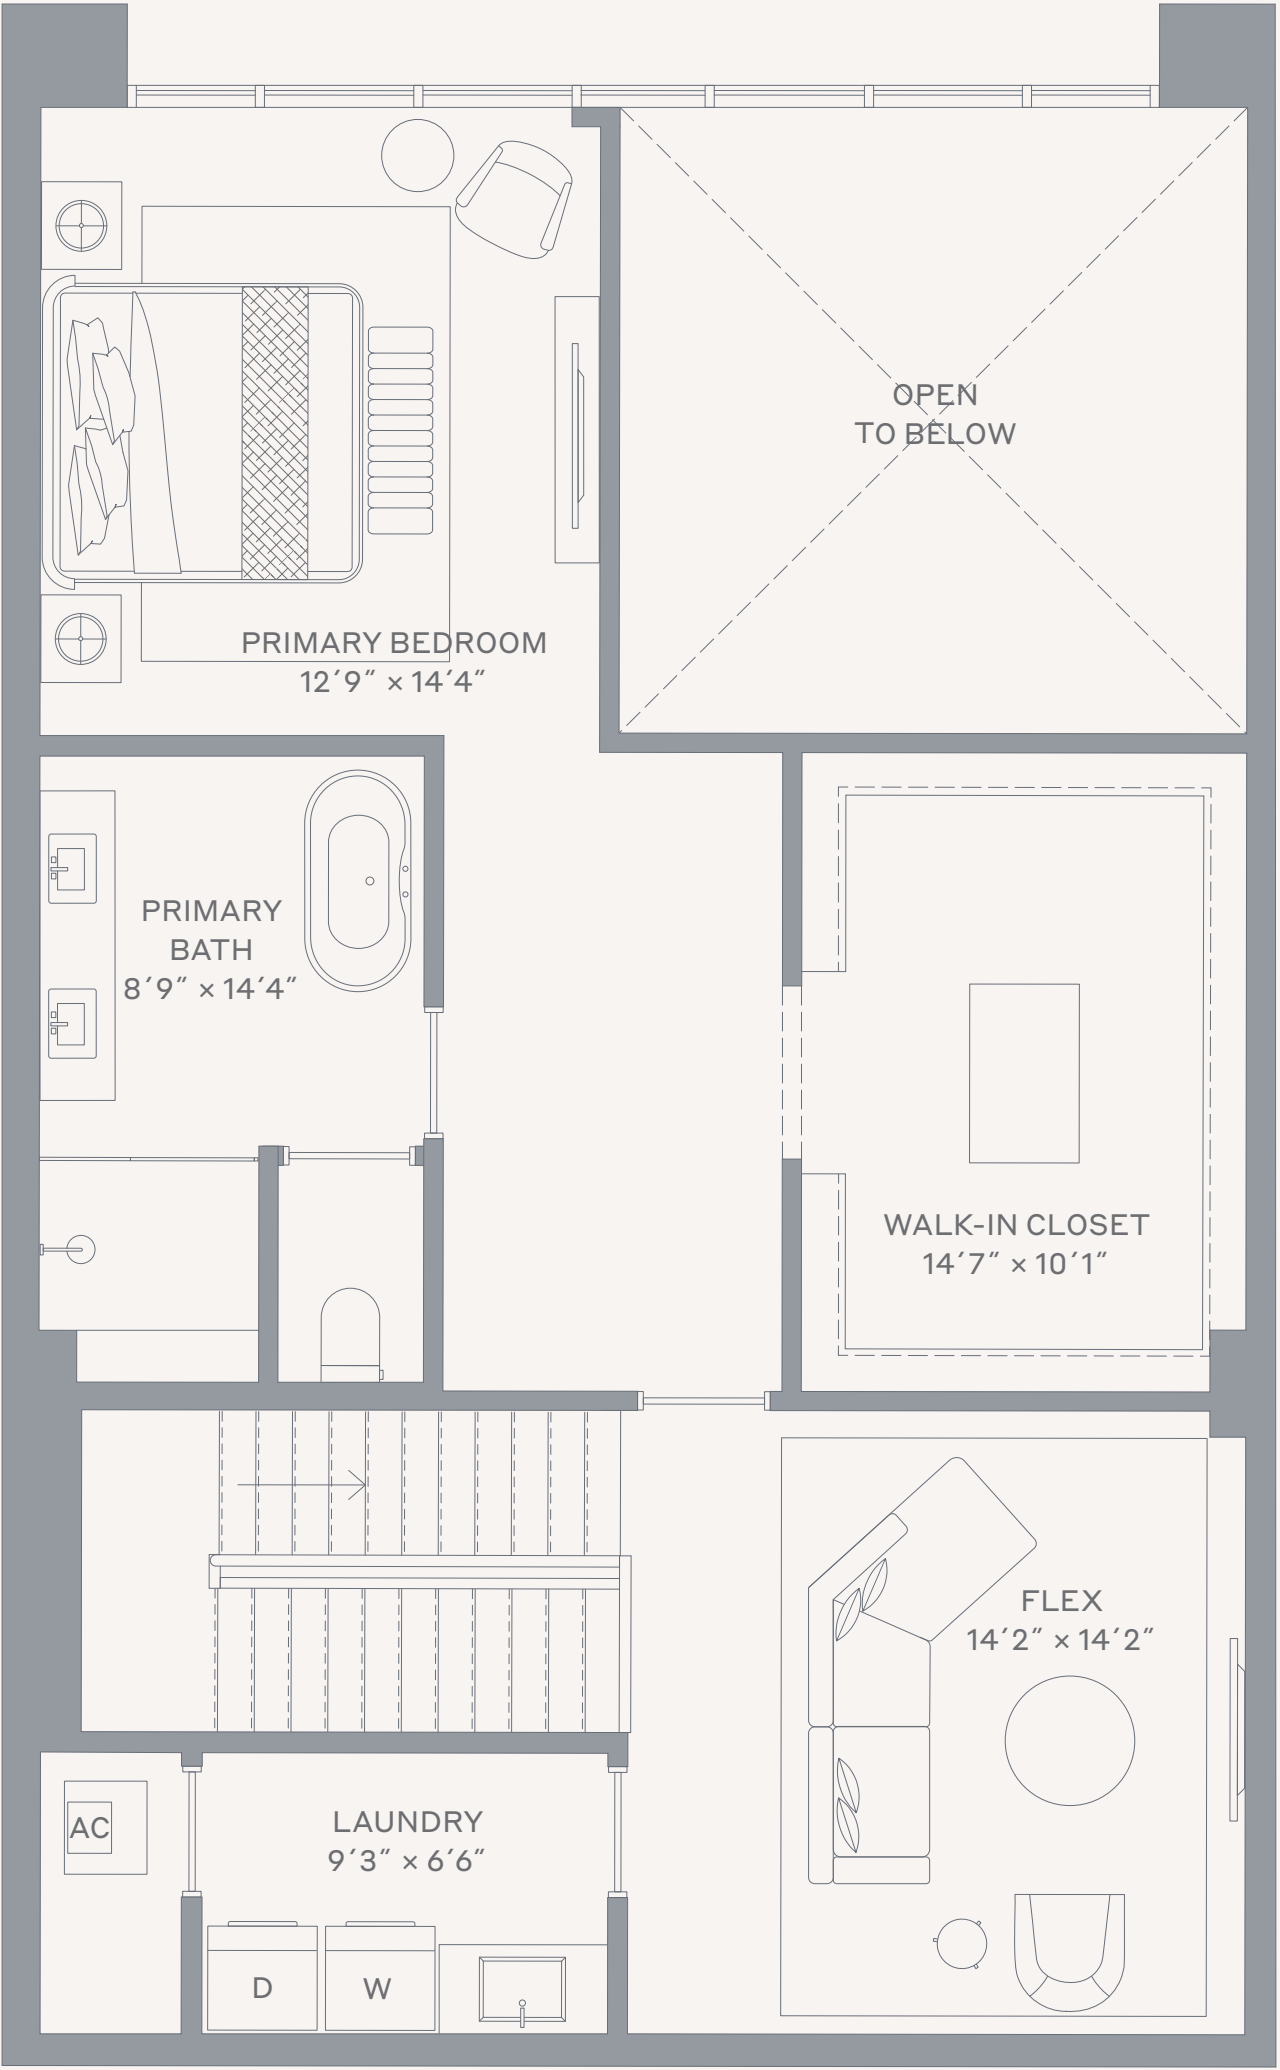 OPEN
TO BELOW
PRIMARY BEDROOM
12′9″ × 14′4″
PRIMARY
BATH
8′9″ × 14′4″
WALK-IN CLOSET
14′7″ × 10′1″
FLEX
14′2″ × 14′2″
LAUNDRY
9′3″ × 6′6″
AC
D
W